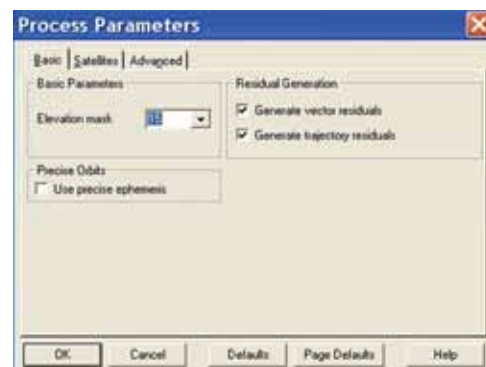 Process Parameters
Basic Satellites Advanced
Basic Parameters
Elevation mask 15
Precise Orbits
Use precise ephemeris
Residual Generation
Generate vector residuals
Generate trajectory residuals
OK Cancel Defaults Page Defaults Help